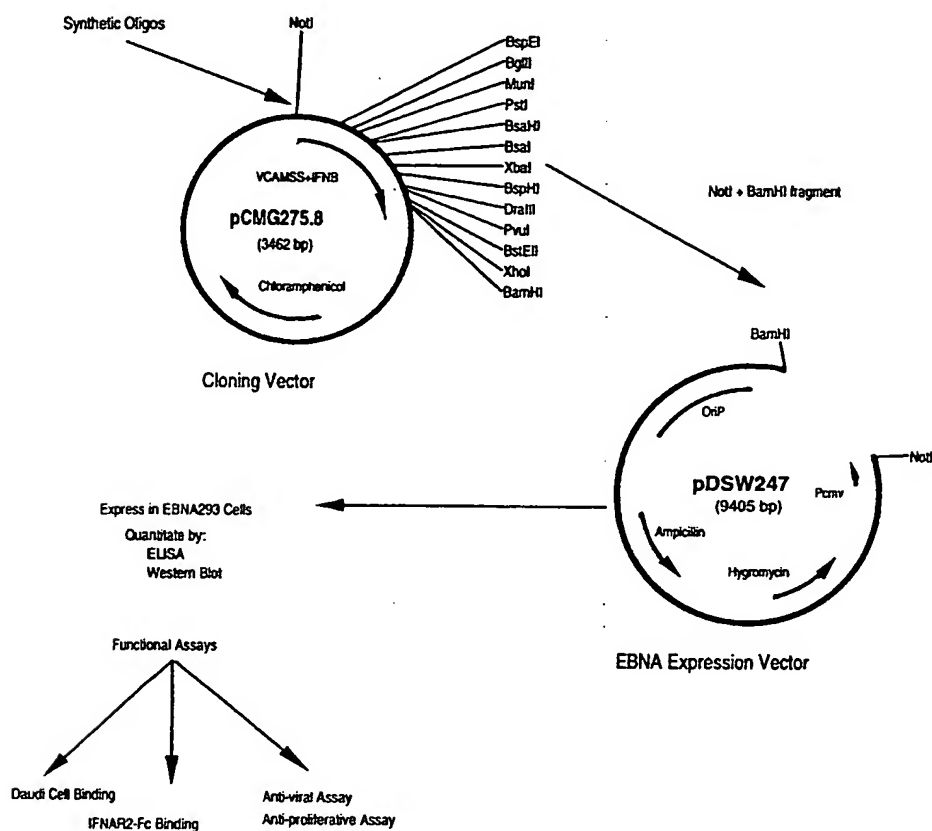 Synthetic Oligos
NotI
BspEI
BglII
MunI
PstI
BsaHI
BsaI
XbaI
BspHI
DraIII
PvuI
BstEII
XhoI
BamHI
VCAMSS+IFNB
pCMG275.8
(3462 bp)
Chloramphenicol
Cloning Vector
NotI + BamHI fragment
BamHI
OriP
NotI
Pcmv
pDSW247
(9405 bp)
Ampicillin
Hygromycin
EBNA Expression Vector
Express in EBNA293 Cells
Quantitate by:
ELISA
Western Blot
Functional Assays
Daudi Cell Binding
IFNAR2-Fc Binding
Anti-viral Assay
Anti-proliferative Assay